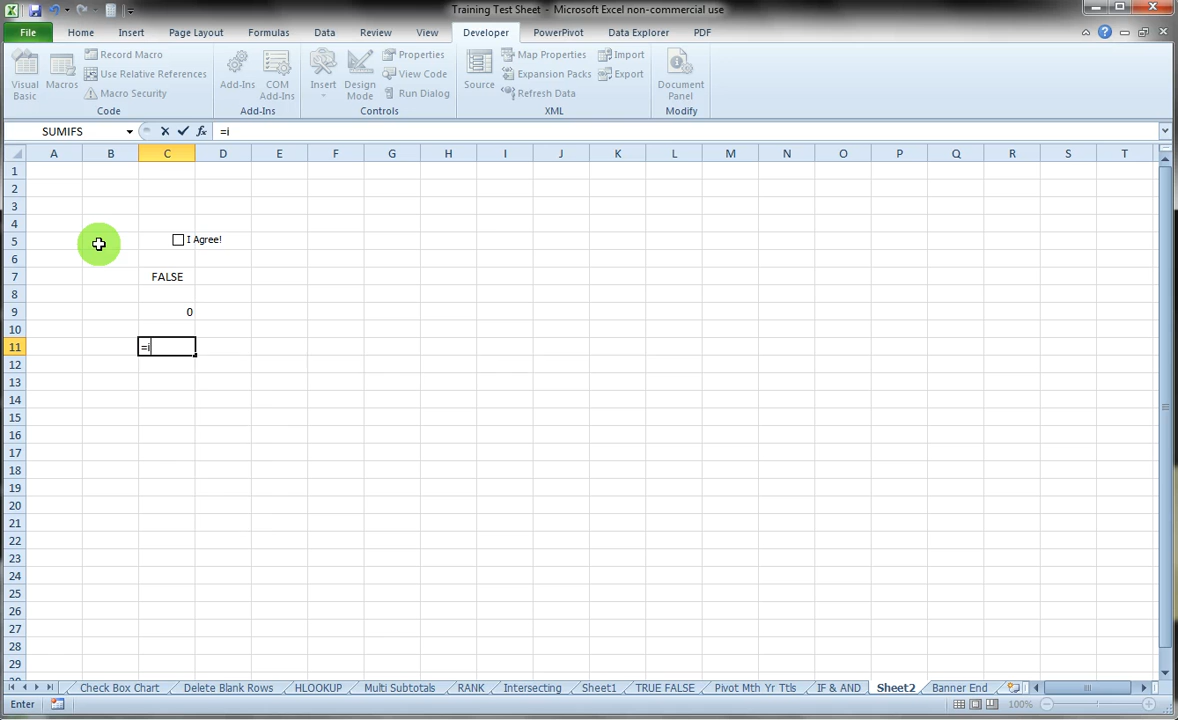 Training Test Sheet - Microsoft Excel non-commercial use
File Home Insert Page Layout Formulas Data Review View Developer PowerPivot Data Explorer PDF
Visual Basic
Macros
Record Macro
Use Relative References
Macro Security
Code
Add-Ins
COM Add-Ins
Add-Ins
Insert
Design Mode
Properties
View Code
Run Dialog
Controls
Source
Map Properties
Expansion Packs
Refresh Data
Import
Export
XML
Document Panel
Modify
SUMIFS fx =i
A B C D E F G H I J K L M N O P Q R S T
1
2
3
4
5 I Agree!
6
7 FALSE
8
9 0
10
11 =i
12
13
14
15
16
17
18
19
20
21
22
23
24
25
26
27
28
29
Check Box Chart Delete Blank Rows HLOOKUP Multi Subtotals RANK Intersecting Sheet1 TRUE FALSE Pivot Mth Yr Ttls IF & AND Sheet2 Banner End
Enter 100%